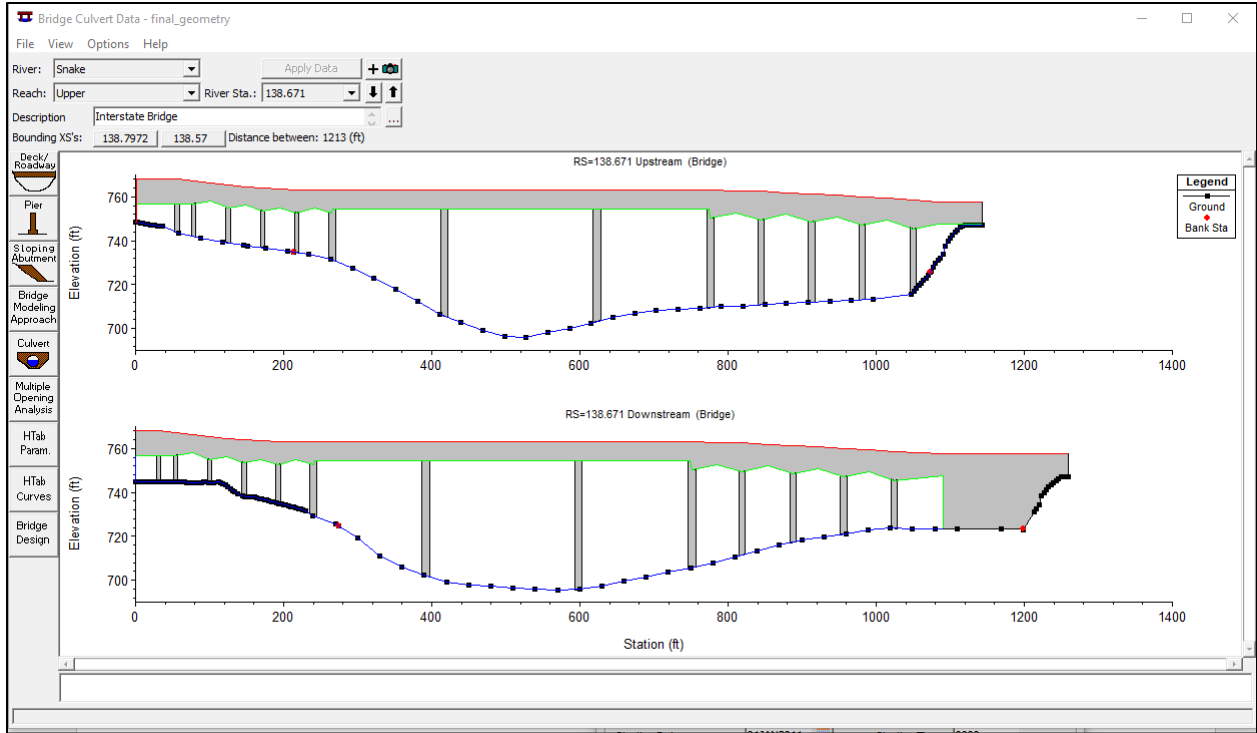 Bridge Culvert Data - final_geometry
File View Options Help
River: Snake Apply Data +
Reach: Upper River Sta.: 138.671
Description Interstate Bridge ...
Bounding XS's: 138.7972 138.57 Distance between: 1213 (ft)
Deck/
Roadway
Pier
Sloping
Abutment
Bridge
Modeling
Approach
Culvert
Multiple
Opening
Analysis
HTab
Param.
HTab
Curves
Bridge
Design
RS=138.671 Upstream (Bridge)
Elevation (ft)
760
740
720
700
0 200 400 600 800 1000 1200 1400
Legend
Ground
Bank Sta
RS=138.671 Downstream (Bridge)
Elevation (ft)
760
740
720
700
0 200 400 600 800 1000 1200 1400
Station (ft)